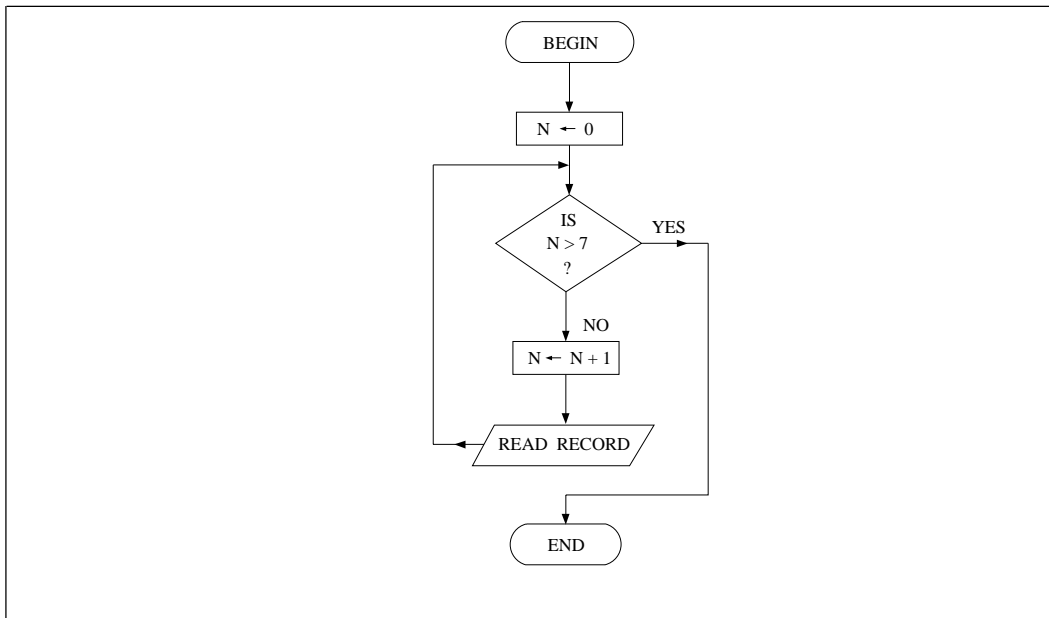 BEGIN
N ← 0
IS
N > 7
?
YES
NO
N ← N + 1
READ RECORD
END